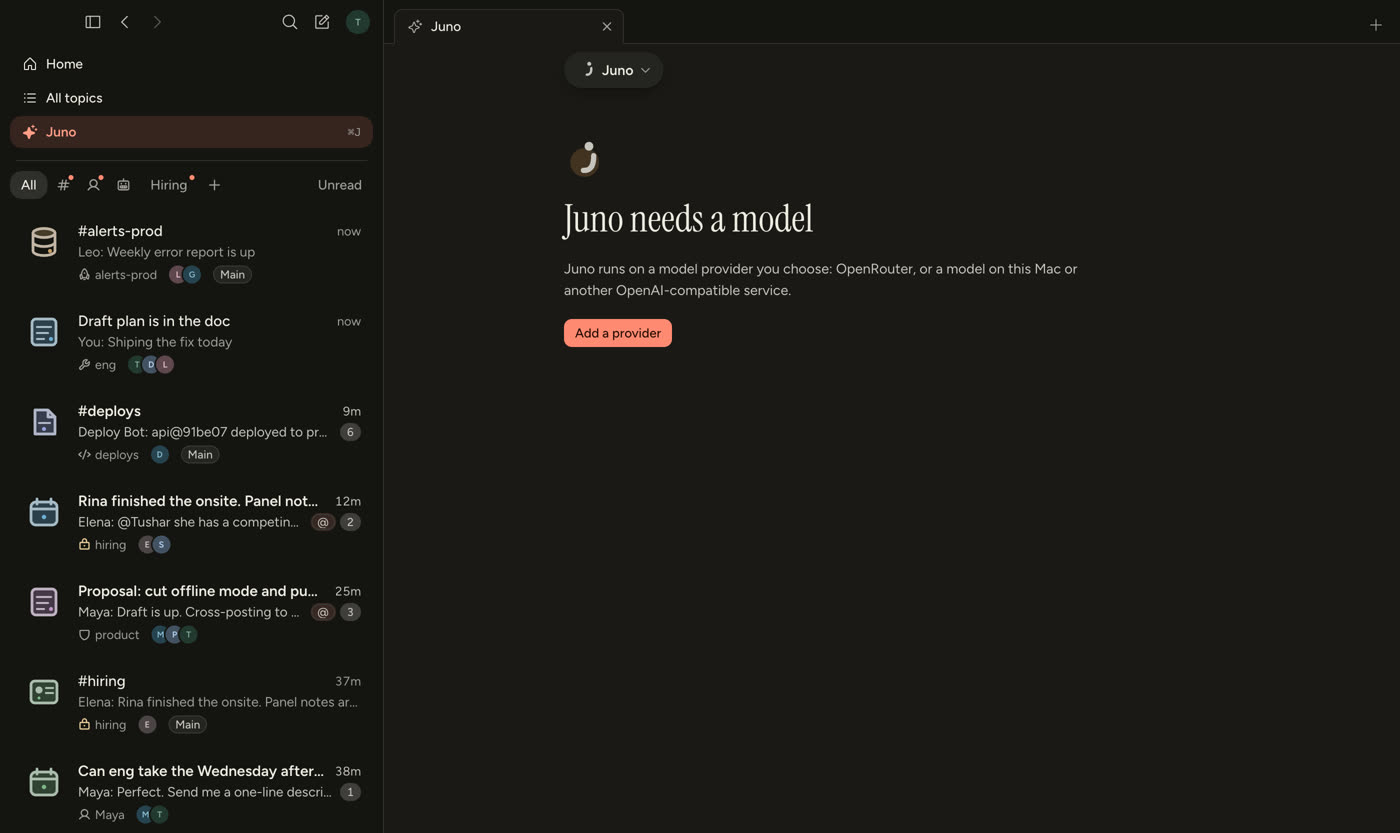 T
Juno
Home
All topics
Juno ⌘J
Juno
All
#
Hiring
Unread
#alerts-prod now
Leo: Weekly error report is up
alerts-prod L G Main
Draft plan is in the doc now
You: Shiping the fix today
eng T D L
#deploys 9m
Deploy Bot: api@91be07 deployed to pr... 6
deploys D Main
Rina finished the onsite. Panel not... 12m
Elena: @Tushar she has a competin... @ 2
hiring E S
Proposal: cut offline mode and pu... 25m
Maya: Draft is up. Cross-posting to ... @ 3
product M P T
#hiring 37m
Elena: Rina finished the onsite. Panel notes ar...
hiring E Main
Can eng take the Wednesday after... 38m
Maya: Perfect. Send me a one-line descri... 1
Maya M T
Juno needs a model
Juno runs on a model provider you choose: OpenRouter, or a model on this Mac or
another OpenAI-compatible service.
Add a provider